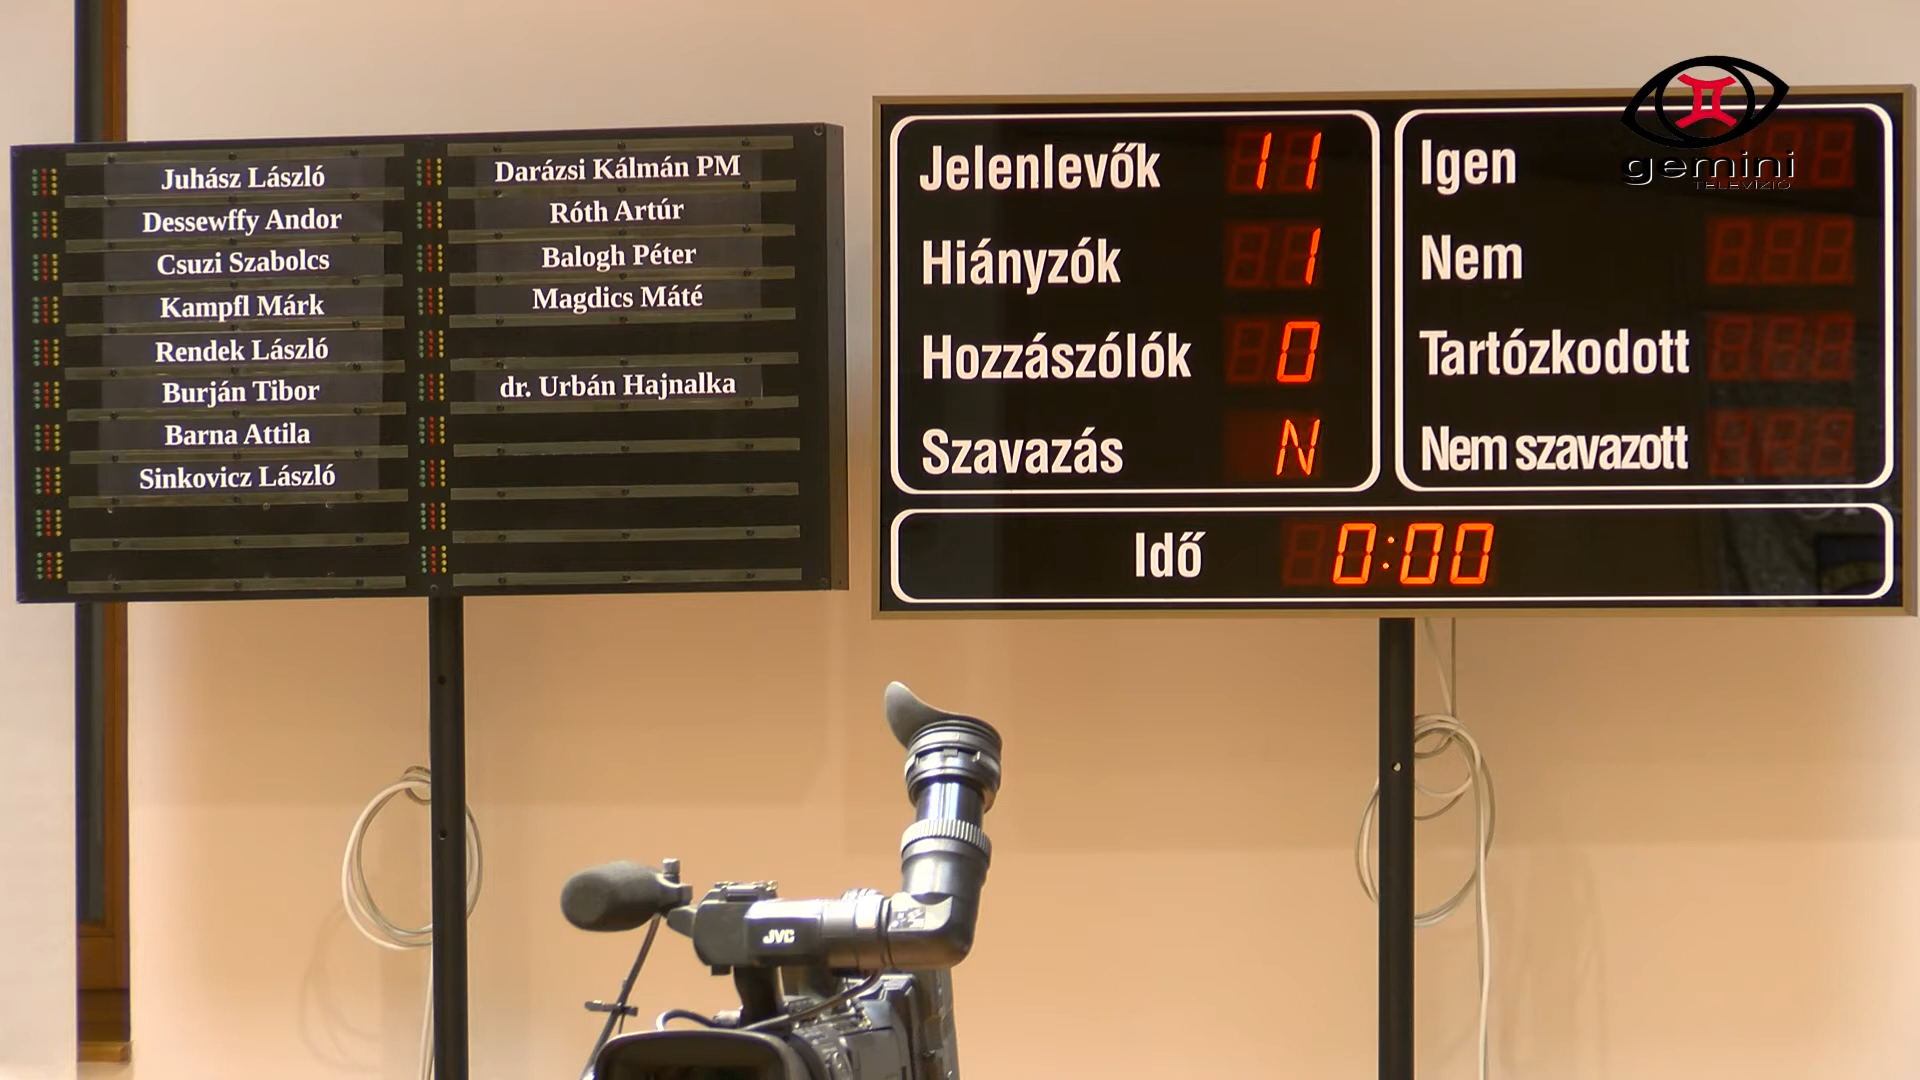 Juhász László
Dessewffy Andor
Csuzi Szabolcs
Kampfl Márk
Rendek László
Burján Tibor
Barna Attila
Sinkovicz László
Darázsi Kálmán PM
Róth Artúr
Balogh Péter
Magdics Máté
dr. Urbán Hajnalka
Jelenlevők 11
Hiányzók 1
Hozzászólók 0
Szavazás N
Igen
Nem
Tartózkodott
Nem szavazott
Idő 0:00
gemini
TELEVÍZIÓ
JVC